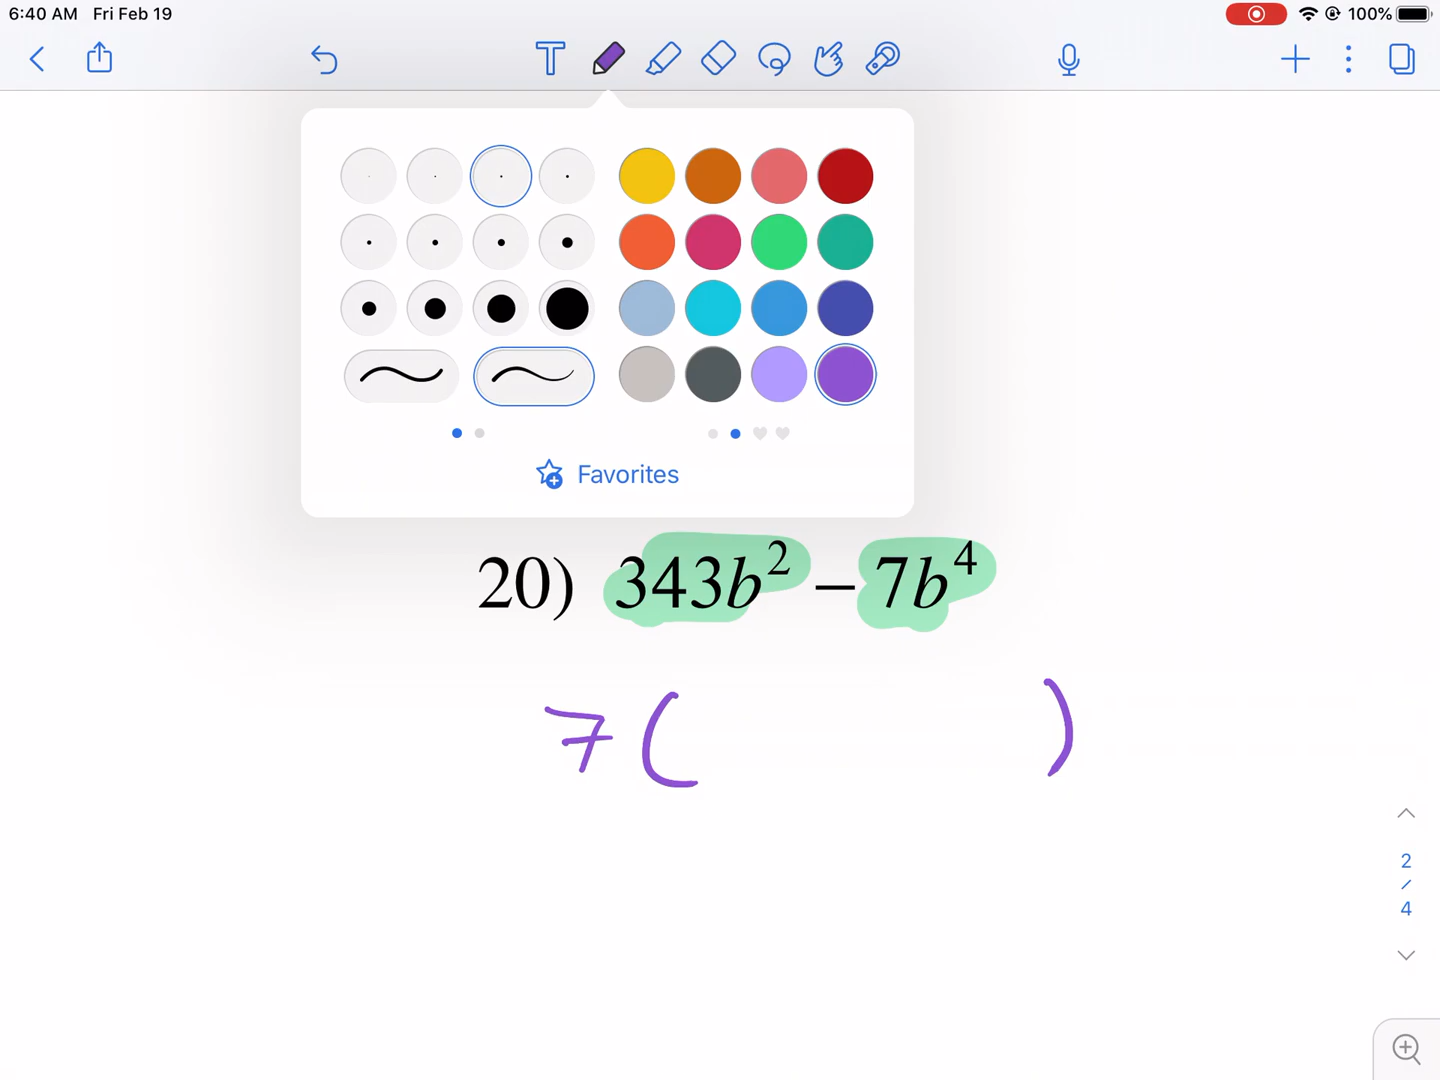 6:40 AM Fri Feb 19 100%
T
Favorites
20) 343b² – 7b⁴
7 ( )
2
/
4